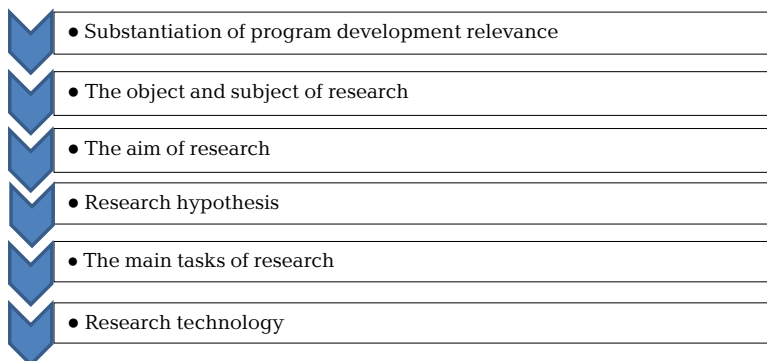 • Substantiation of program development relevance
• The object and subject of research
• The aim of research
• Research hypothesis
• The main tasks of research
• Research technology